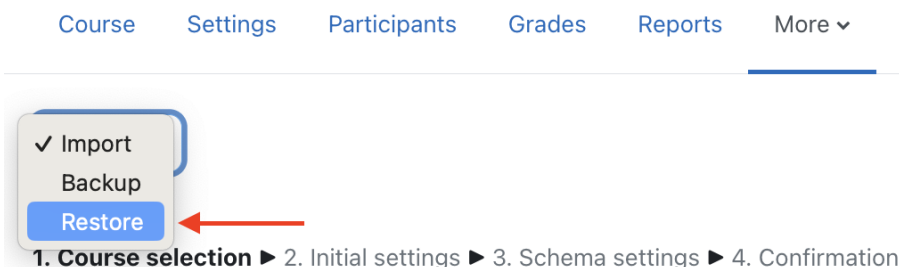 Course Settings Participants Grades Reports More
Import
Backup
Restore
1. Course selection ► 2. Initial settings ► 3. Schema settings ► 4. Confirmation